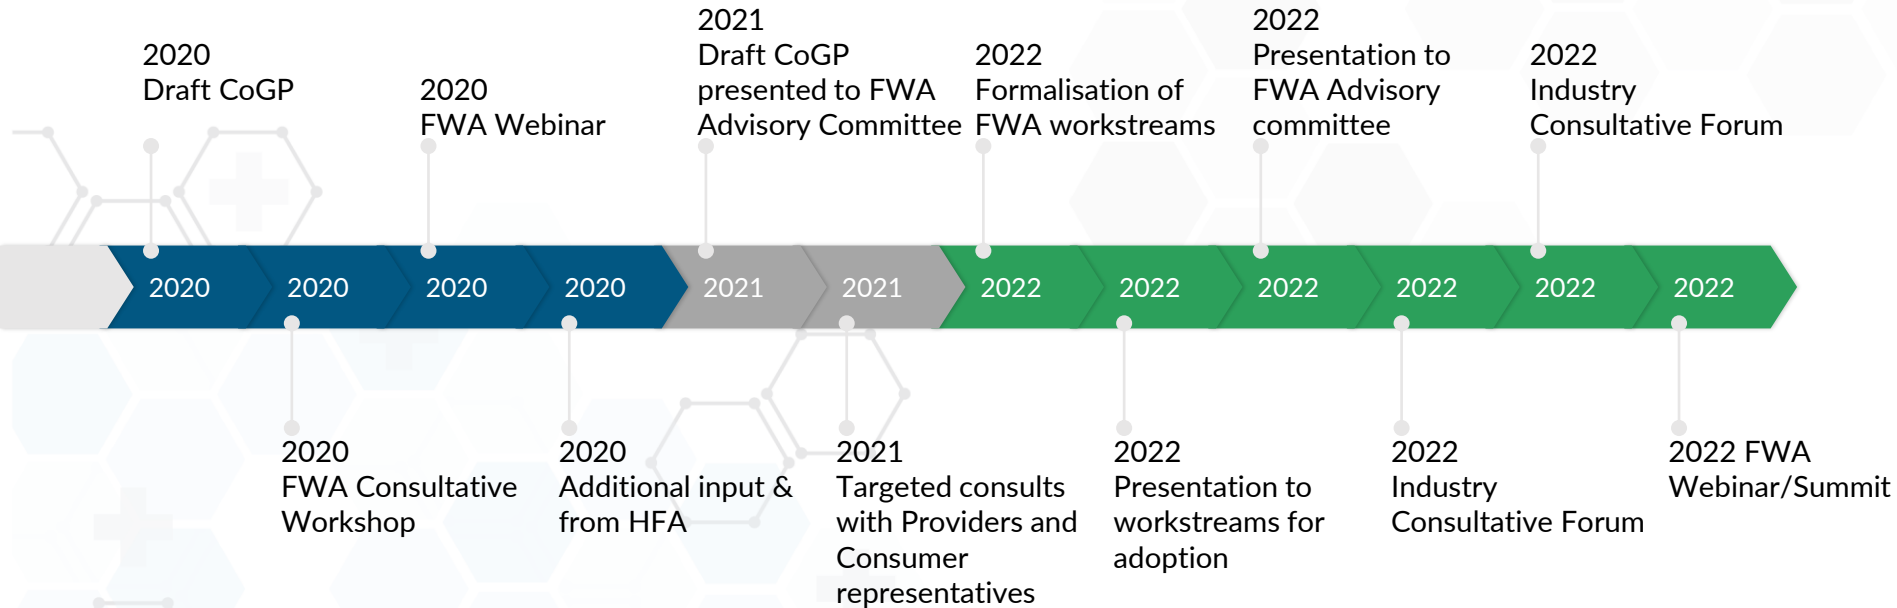 2020
Draft CoGP
2020
FWA Webinar
2021
Draft CoGP
presented to FWA
Advisory Committee
2022
Formalisation of
FWA workstreams
2022
Presentation to
FWA Advisory
committee
2022
Industry
Consultative Forum
2020
2020
2020
2020
2021
2021
2022
2022
2022
2022
2022
2022
2020
FWA Consultative
Workshop
2020
Additional input &
from HFA
2021
Targeted consults
with Providers and
Consumer
representatives
2022
Presentation to
workstreams for
adoption
2022
Industry
Consultative Forum
2022 FWA
Webinar/Summit